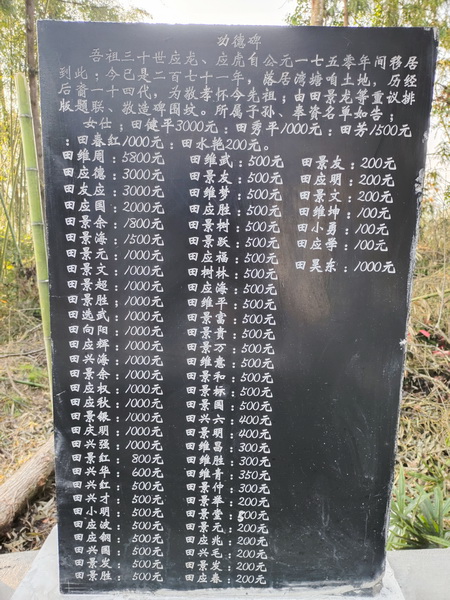 功德碑
吾祖三十世应龙、应虎自公元一七五零年间移居
到此；今已是二百七十一年，落居湾塘咀土地，历经
后裔一十四代，为敬孝怀今先祖；由田景龙等重议排
版题联、敬造碑围坟。所属子孙、奉资名单如告；
女仕；田健平3000元：田秀平1000元：田芳1500元
：田春红1000元：田水艳200元。
田维周：5800元 田维武：500元 田景友：200元
田应德：3000元 田景友：500元 田应明：200元
田友应：3000元 田维梦：500元 田景文：200元
田应国：2000元 田应胜：500元 田维坤：100元
田景余：1800元 田景树：500元 田小勇：100元
田景海：1500元 田景跃：500元 田应学：100元
田景元：1000元 田应福：500元 田昊东：1000元
田景文：1000元 田树林：500元
田景超：1000元 田应海：500元
田景胜：1000元 田维平：500元
田选武：1000元 田景富：500元
田向阳：1000元 田景贵：500元
田应辉：1000元 田景万：500元
田兴海：1000元 田维意：500元
田景余：1000元 田景和：500元
田应权：1000元 田景标：500元
田应秋：1000元 田景国：500元
田景银：1000元 田兴六：400元
田庆明：1000元 田景明：400元
田兴强：1000元 田维昌：300元
田景红：800元 田维胜：300元
田兴华：600元 田维青：350元
田兴红：500元 田景仲：300元
田兴才：500元 田景举：200元
田小明：500元 田景堂：500元
田应波：500元 田景元：200元
田应钢：500元 田应兆：200元
田兴国：500元 田兴毛：200元
田景发：500元 田景发：200元
田景胜：500元 田应春：200元